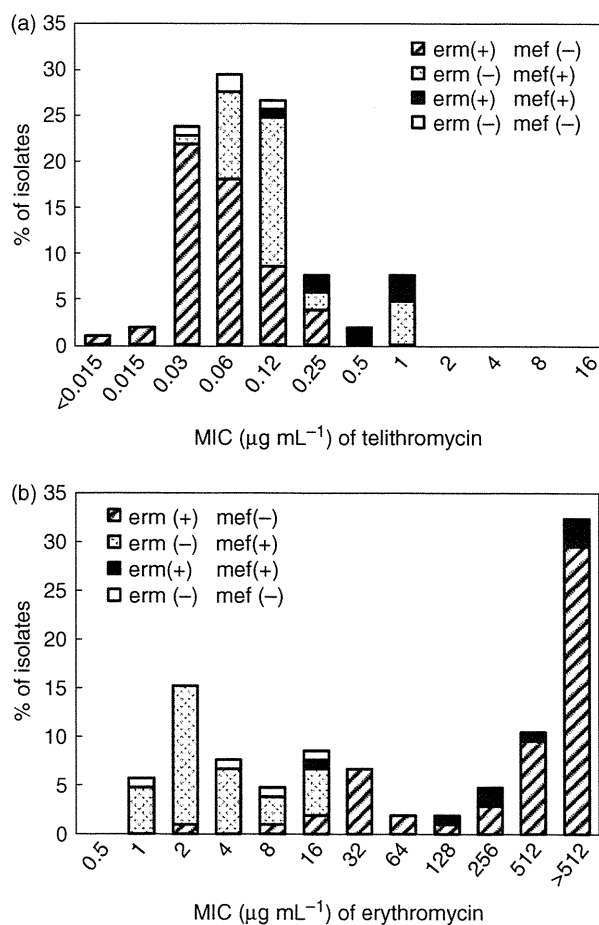 (a)
35
30
25
20
15
10
5
0
% of isolates
erm(+) mef (–)
erm (–) mef(+)
erm(+) mef(+)
erm (–) mef (–)
<0.015 0.015 0.03 0.06 0.12 0.25 0.5 1 2 4 8 16
MIC (µg mL⁻¹) of telithromycin
(b)
35
30
25
20
15
10
5
0
% of isolates
erm (+) mef(–)
erm (–) mef(+)
erm(+) mef(+)
erm (–) mef (–)
0.5 1 2 4 8 16 32 64 128 256 512 >512
MIC (µg mL⁻¹) of erythromycin